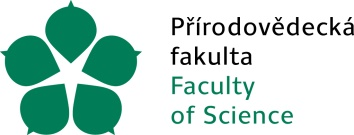 Přírodovědecká
fakulta
Faculty
of Science